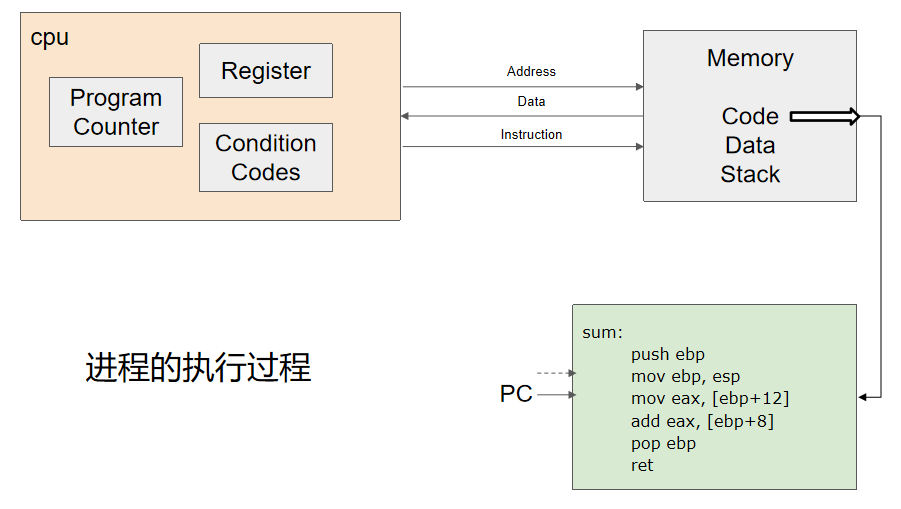 cpu
Register
Program
Counter
Condition
Codes
Address
Data
Instruction
Memory
Code
Data
Stack
进程的执行过程
PC
sum:
push ebp
mov ebp, esp
mov eax, [ebp+12]
add eax, [ebp+8]
pop ebp
ret